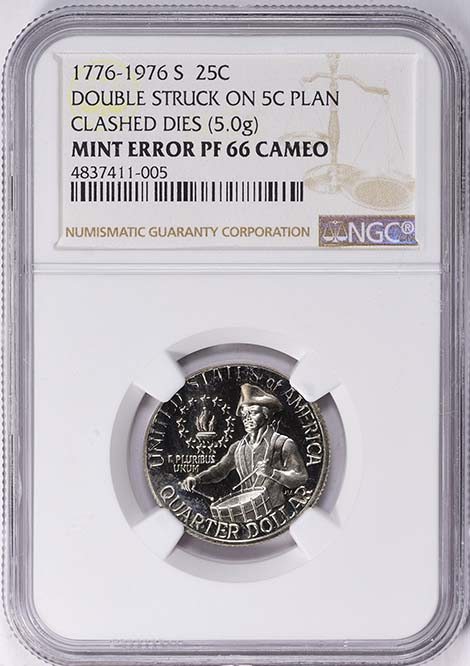 1776-1976 S 25C
DOUBLE STRUCK ON 5C PLAN
CLASHED DIES (5.0g)
MINT ERROR PF 66 CAMEO
4837411-005
NUMISMATIC GUARANTY CORPORATION
NGC®
UNITED STATES of AMERICA
E PLURIBUS
UNUM
QUARTER DOLLAR